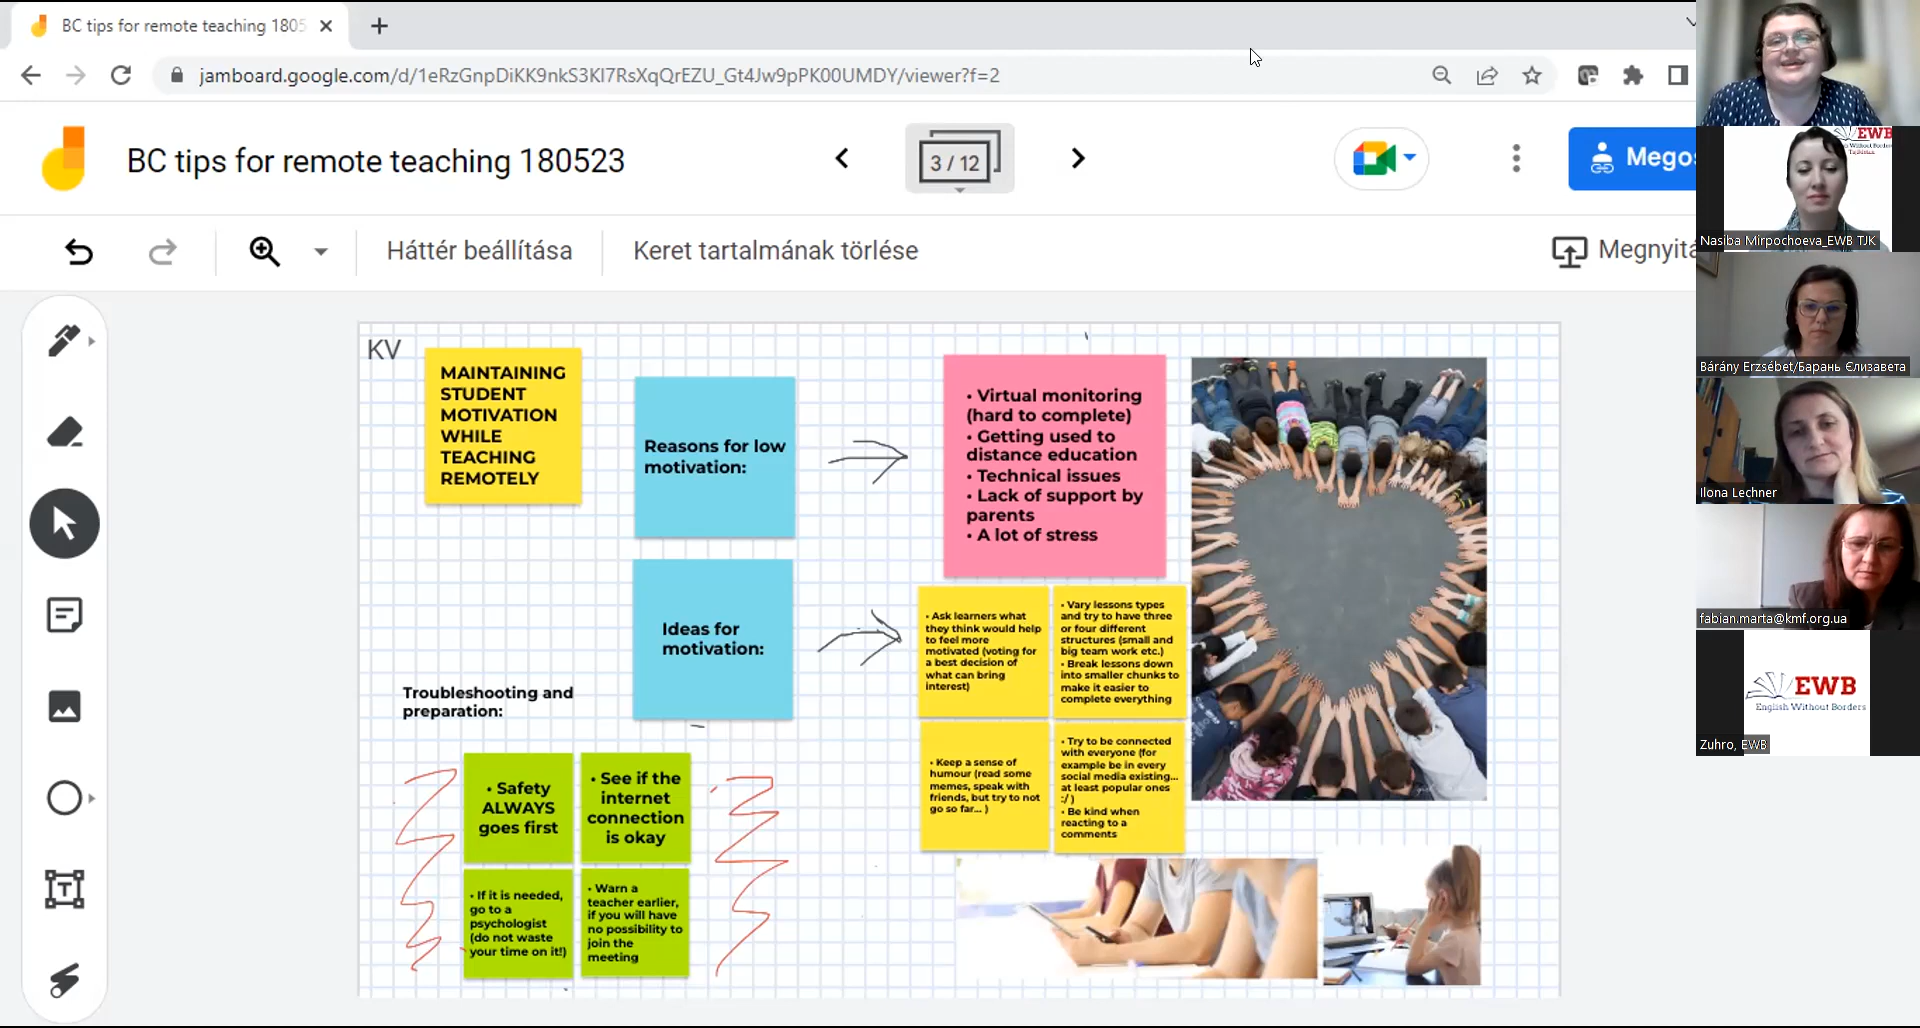 BC tips for remote teaching 1805
jamboard.google.com/d/1eRzGnpDiKK9nkS3Kl7RsXqQrEZU_Gt4Jw9pPK00UMDY/viewer?f=2
BC tips for remote teaching 180523
3 / 12
Megos
Háttér beállítása
Keret tartalmának törlése
Megnyitá
KV
MAINTAINING
STUDENT
MOTIVATION
WHILE
TEACHING
REMOTELY
Reasons for low
motivation:
• Virtual monitoring
(hard to complete)
• Getting used to
distance education
• Technical issues
• Lack of support by
parents
• A lot of stress
Ideas for
motivation:
• Ask learners what
they think would help
to feel more
motivated (voting for
a best decision of
what can bring
interest)
• Vary lessons types
and try to have three
or four different
structures (small and
big team work etc.)
• Break lessons down
into smaller chunks to
make it easier to
complete everything
• Keep a sense of
humour (read some
memes, speak with
friends, but try to not
go so far... )
• Try to be connected
with everyone (for
example be in every
social media existing...
at least popular ones
:/ )
• Be kind when
reacting to a
comments
Troubleshooting and
preparation:
• Safety
ALWAYS
goes first
• See if the
internet
connection
is okay
• If it is needed,
go to a
psychologist
(do not waste
your time on it!)
• Warn a
teacher earlier,
if you will have
no possibility to
join the
meeting
EWB
Nasiba Mirpochoeva_EWB TJK
Bárány Erzsébet/Барань Єлизавета
Ilona Lechner
fabian.marta@kmf.org.ua
EWB
English Without Borders
Zuhro, EWB